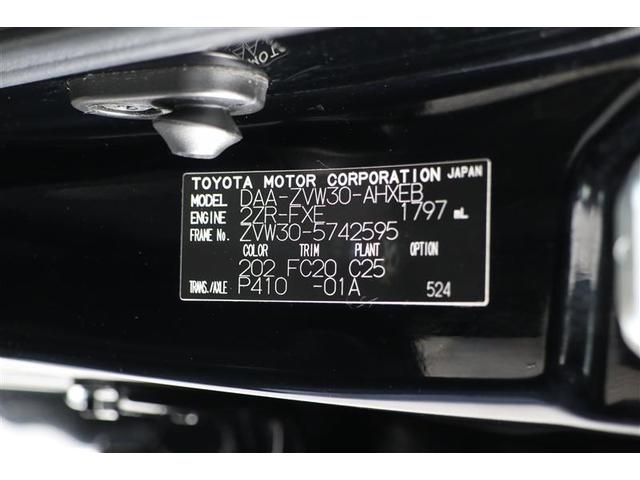 TOYOTA MOTOR CORPORATION JAPAN
MODEL DAA-ZVW30-AHXEB
ENGINE 2ZR-FXE 1797 mL
FRAME No. ZVW30-5742595
COLOR TRIM PLANT OPTION
202 FC20 C25
TRANS./AXLE P410 -01A 524